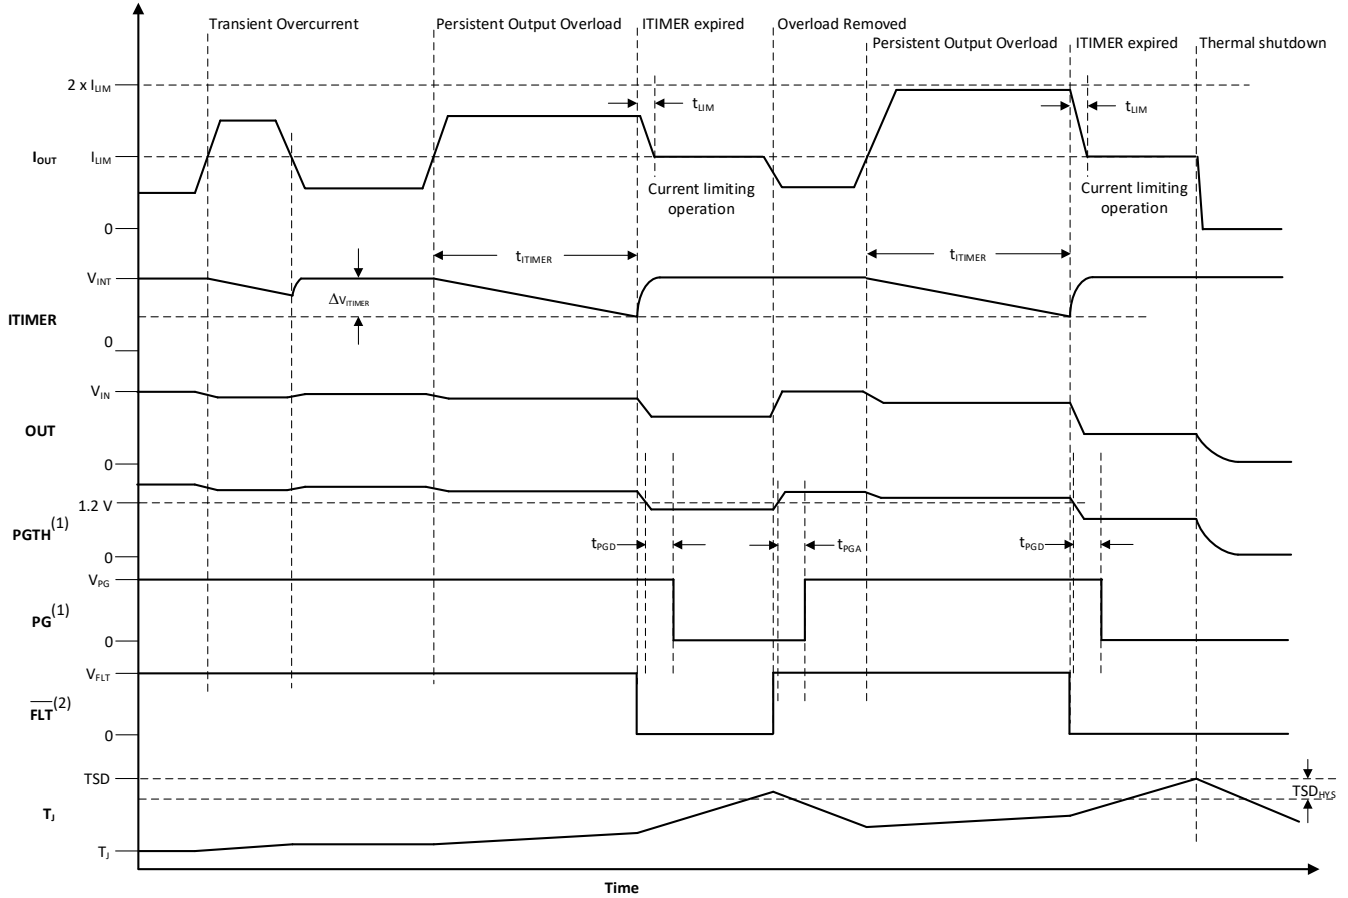 Transient Overcurrent
Persistent Output Overload
ITIMER expired
Overload Removed
Persistent Output Overload
ITIMER expired
Thermal shutdown
2 x ILIM
tLIM
tLIM
IOUT
ILIM
Current limiting
operation
Current limiting
operation
0
VINT
tITIMER
tITIMER
ΔVITIMER
ITIMER
0
VIN
OUT
0
1.2 V
PGTH(1)
tPGD
tPGA
tPGD
0
VPG
PG(1)
0
VFLT
FLT(2)
0
TSD
TSDHYS
TJ
TJ
Time